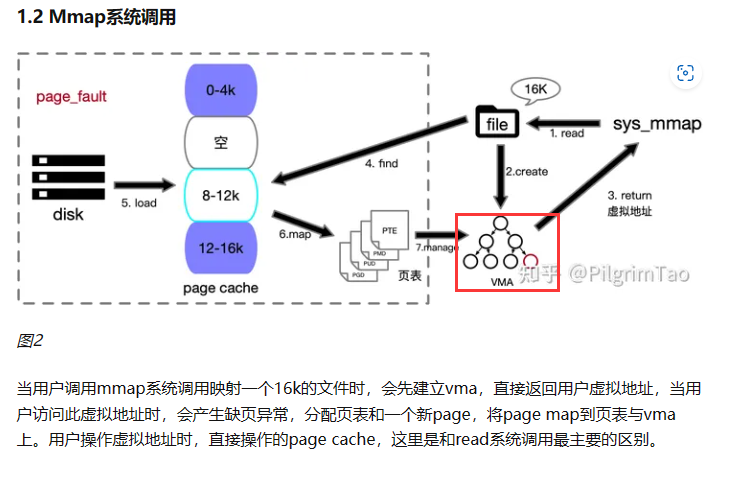 1.2 Mmap系统调用
page_fault
0-4k
空
8-12k
12-16k
page cache
disk
5. load
4. find
6.map
PTE
PMD
PUD
PGD
页表
7.manage
16K
file
1. read
sys_mmap
2.create
3. return
虚拟地址
VMA
知乎 @PilgrimTao
图2
当用户调用mmap系统调用映射一个16k的文件时，会先建立vma，直接返回用户虚拟地址，当用
户访问此虚拟地址时，会产生缺页异常，分配页表和一个新page，将page map到页表与vma
上。用户操作虚拟地址时，直接操作的page cache，这里是和read系统调用最主要的区别。